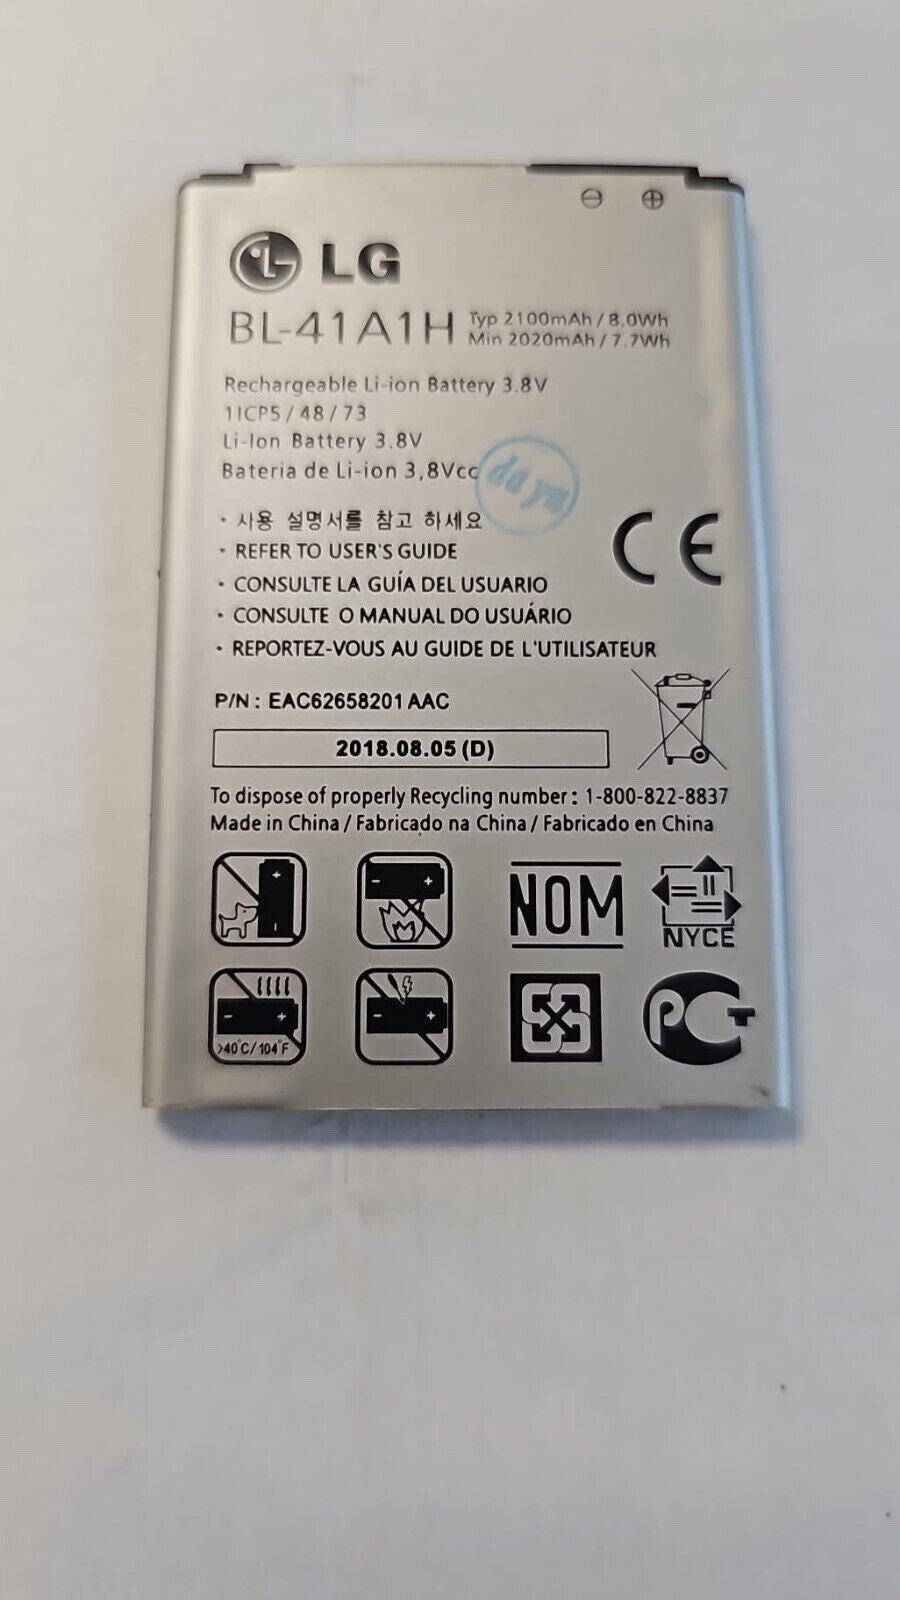 LG
BL-41A1H Typ 2100mAh / 8.0Wh
Min 2020mAh / 7.7Wh
Rechargeable Li-ion Battery 3.8V
1ICP5 / 48 / 73
Li-Ion Battery 3.8V
Bateria de Li-ion 3,8Vcc
da yu
• 사용 설명서를 참고 하세요
• REFER TO USER'S GUIDE
CE
• CONSULTE LA GUÍA DEL USUARIO
• CONSULTE O MANUAL DO USUÁRIO
• REPORTEZ-VOUS AU GUIDE DE L'UTILISATEUR
P/N : EAC62658201 AAC
2018.08.05 (D)
To dispose of properly Recycling number : 1-800-822-8837
Made in China / Fabricado na China / Fabricado en China
NOM
NYCE
>40°C/104°F
PCT